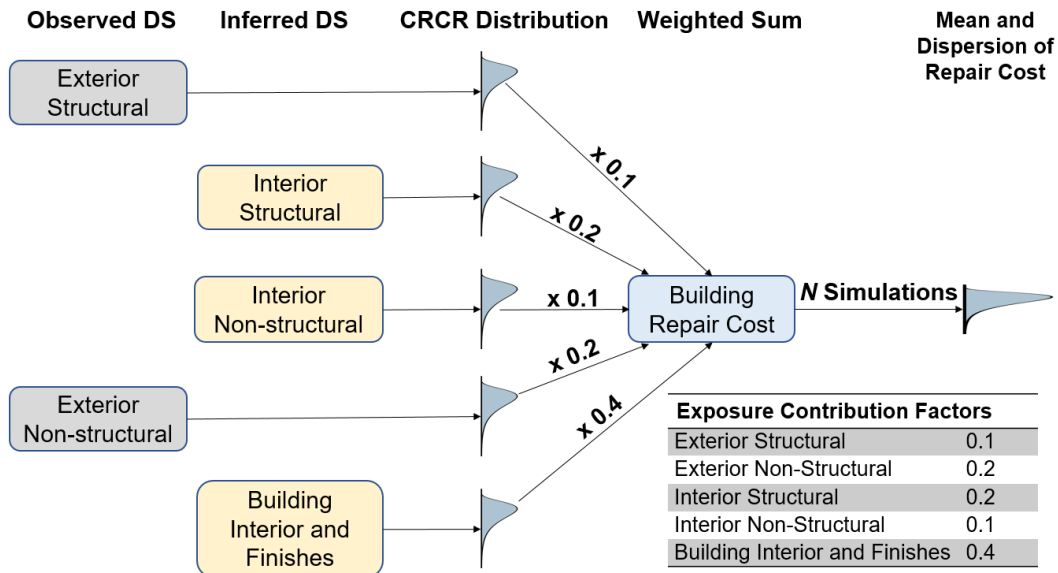 Observed DS
Inferred DS
CRCR Distribution
Weighted Sum
Mean and
Dispersion of
Repair Cost
Exterior
Structural
x 0.1
Interior
Structural
x 0.2
Interior
Non-structural
x 0.1
Building
Repair Cost
N Simulations
x 0.2
Exterior
Non-structural
x 0.4
Building
Interior and
Finishes
Exposure Contribution Factors
Exterior Structural 0.1
Exterior Non-Structural 0.2
Interior Structural 0.2
Interior Non-Structural 0.1
Building Interior and Finishes 0.4